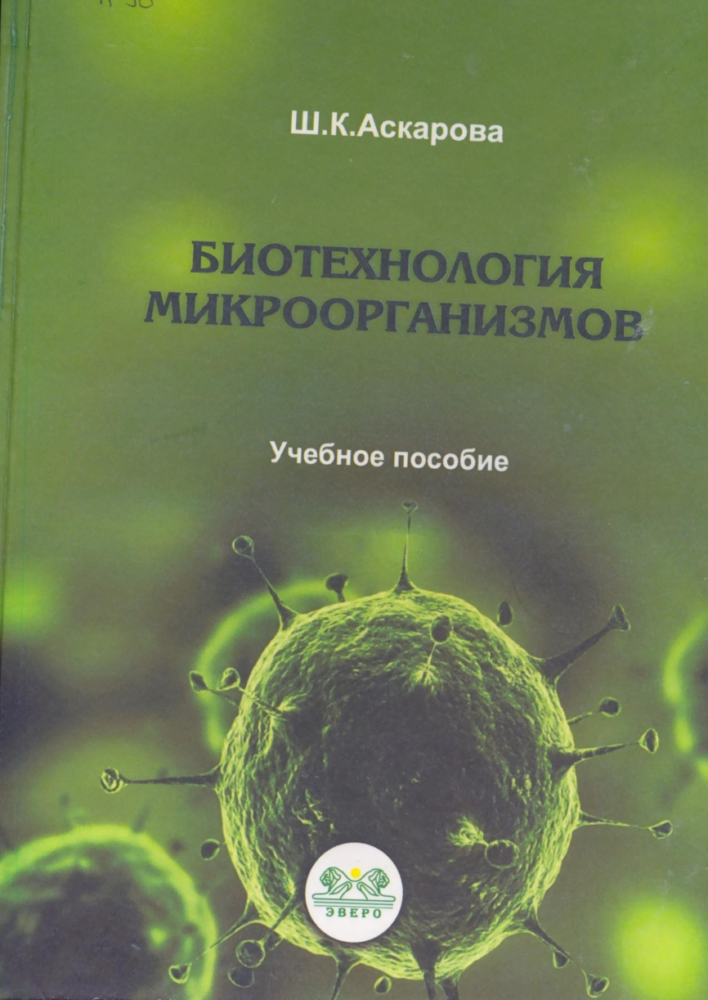 Ш.К.Аскарова
БИОТЕХНОЛОГИЯ
МИКРООРГАНИЗМОВ
Учебное пособие
ЭВЕРО